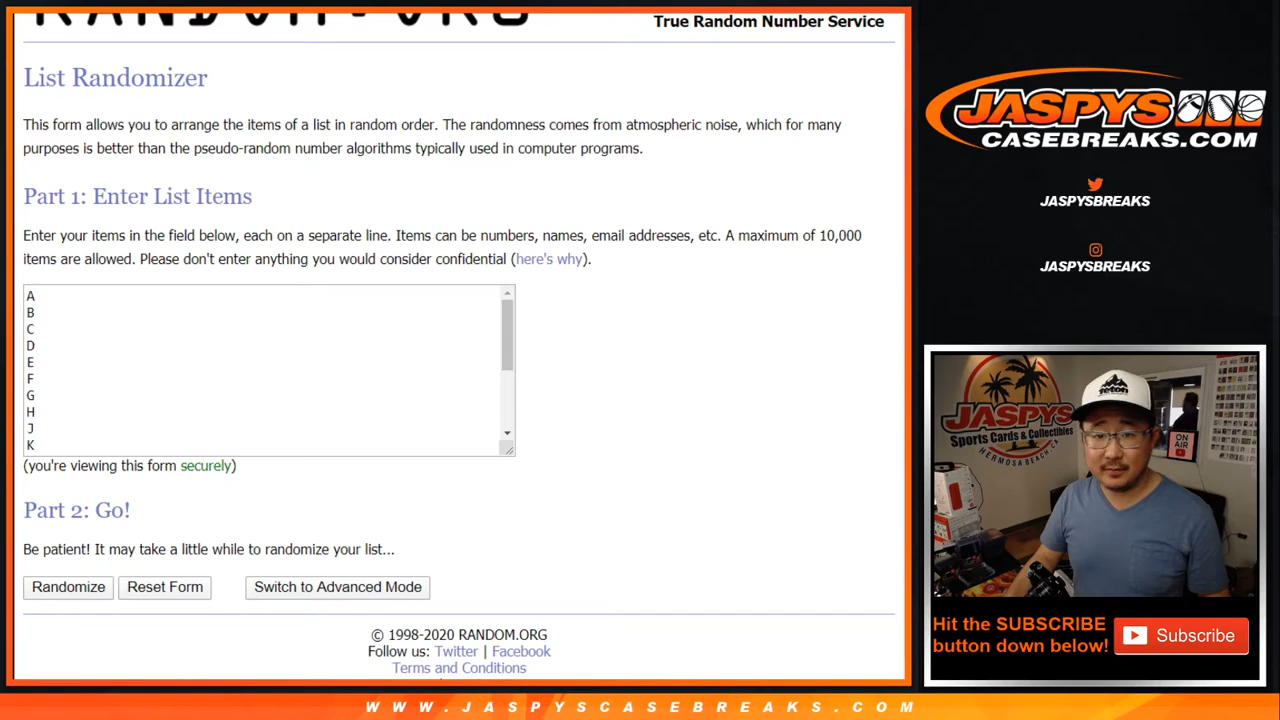 RANDOM.ORG
True Random Number Service
List Randomizer
This form allows you to arrange the items of a list in random order. The randomness comes from atmospheric noise, which for many
purposes is better than the pseudo-random number algorithms typically used in computer programs.
Part 1: Enter List Items
Enter your items in the field below, each on a separate line. Items can be numbers, names, email addresses, etc. A maximum of 10,000
items are allowed. Please don't enter anything you would consider confidential (here's why).
A
B
C
D
E
F
G
H
J
K
(you're viewing this form securely)
Part 2: Go!
Be patient! It may take a little while to randomize your list...
Randomize
Reset Form
Switch to Advanced Mode
© 1998-2020 RANDOM.ORG
Follow us: Twitter | Facebook
Terms and Conditions
JASPYS
CASEBREAKS.COM
JASPYSBREAKS
JASPYSBREAKS
JASPYS
Sports Cards & Collectibles
HERMOSA BEACH, CA
teton
ON
AIR
Hit the SUBSCRIBE
button down below!
Subscribe
WWW.JASPYSCASEBREAKS.COM